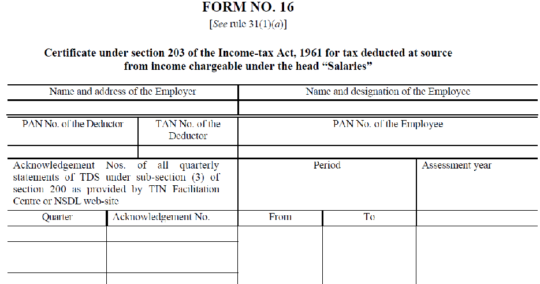 FORM NO. 16
[See rule 31(1)(a)]
Certificate under section 203 of the Income-tax Act, 1961 for tax deducted at source
from income chargeable under the head “Salaries”
Name and address of the Employer
Name and designation of the Employee
PAN No. of the Deductor
TAN No. of the
Deductor
PAN No. of the Employee
Acknowledgement Nos. of all quarterly
statements of TDS under sub-section (3) of
section 200 as provided by TIN Facilitation
Centre or NSDL web-site
Period
Assessment year
Quarter
Acknowledgement No.
From
To